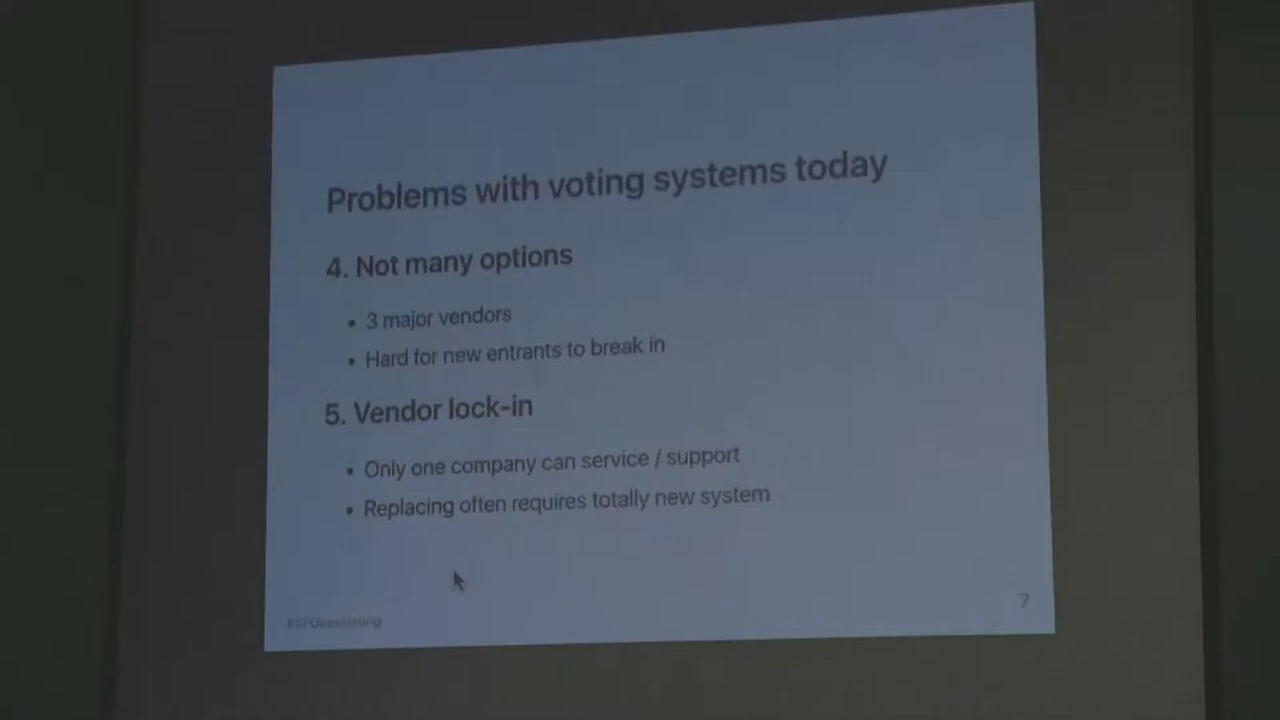 Problems with voting systems today
4. Not many options
• 3 major vendors
• Hard for new entrants to break in
5. Vendor lock-in
• Only one company can service / support
• Replacing often requires totally new system
#SFOpenVoting
7